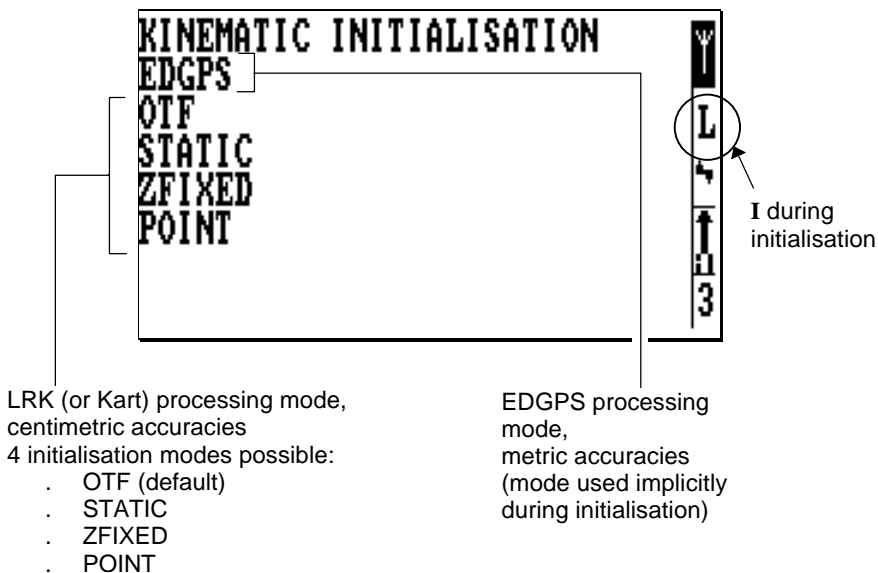 KINEMATIC INITIALISATION
EDGPS
OTF
STATIC
ZFIXED
POINT
L
3
I during
initialisation
LRK (or Kart) processing mode,
centimetric accuracies
4 initialisation modes possible:
. OTF (default)
. STATIC
. ZFIXED
. POINT
EDGPS processing
mode,
metric accuracies
(mode used implicitly
during initialisation)